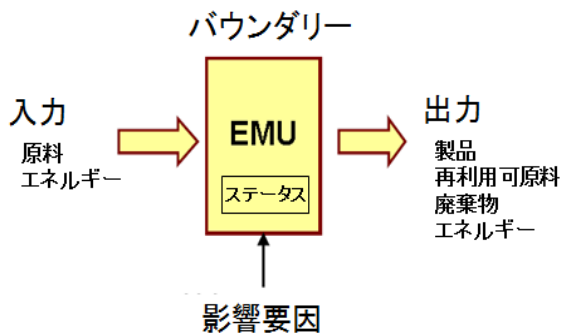 バウンダリー
入力
原料
エネルギー
EMU
ステータス
出力
製品
再利用可原料
廃棄物
エネルギー
影響要因